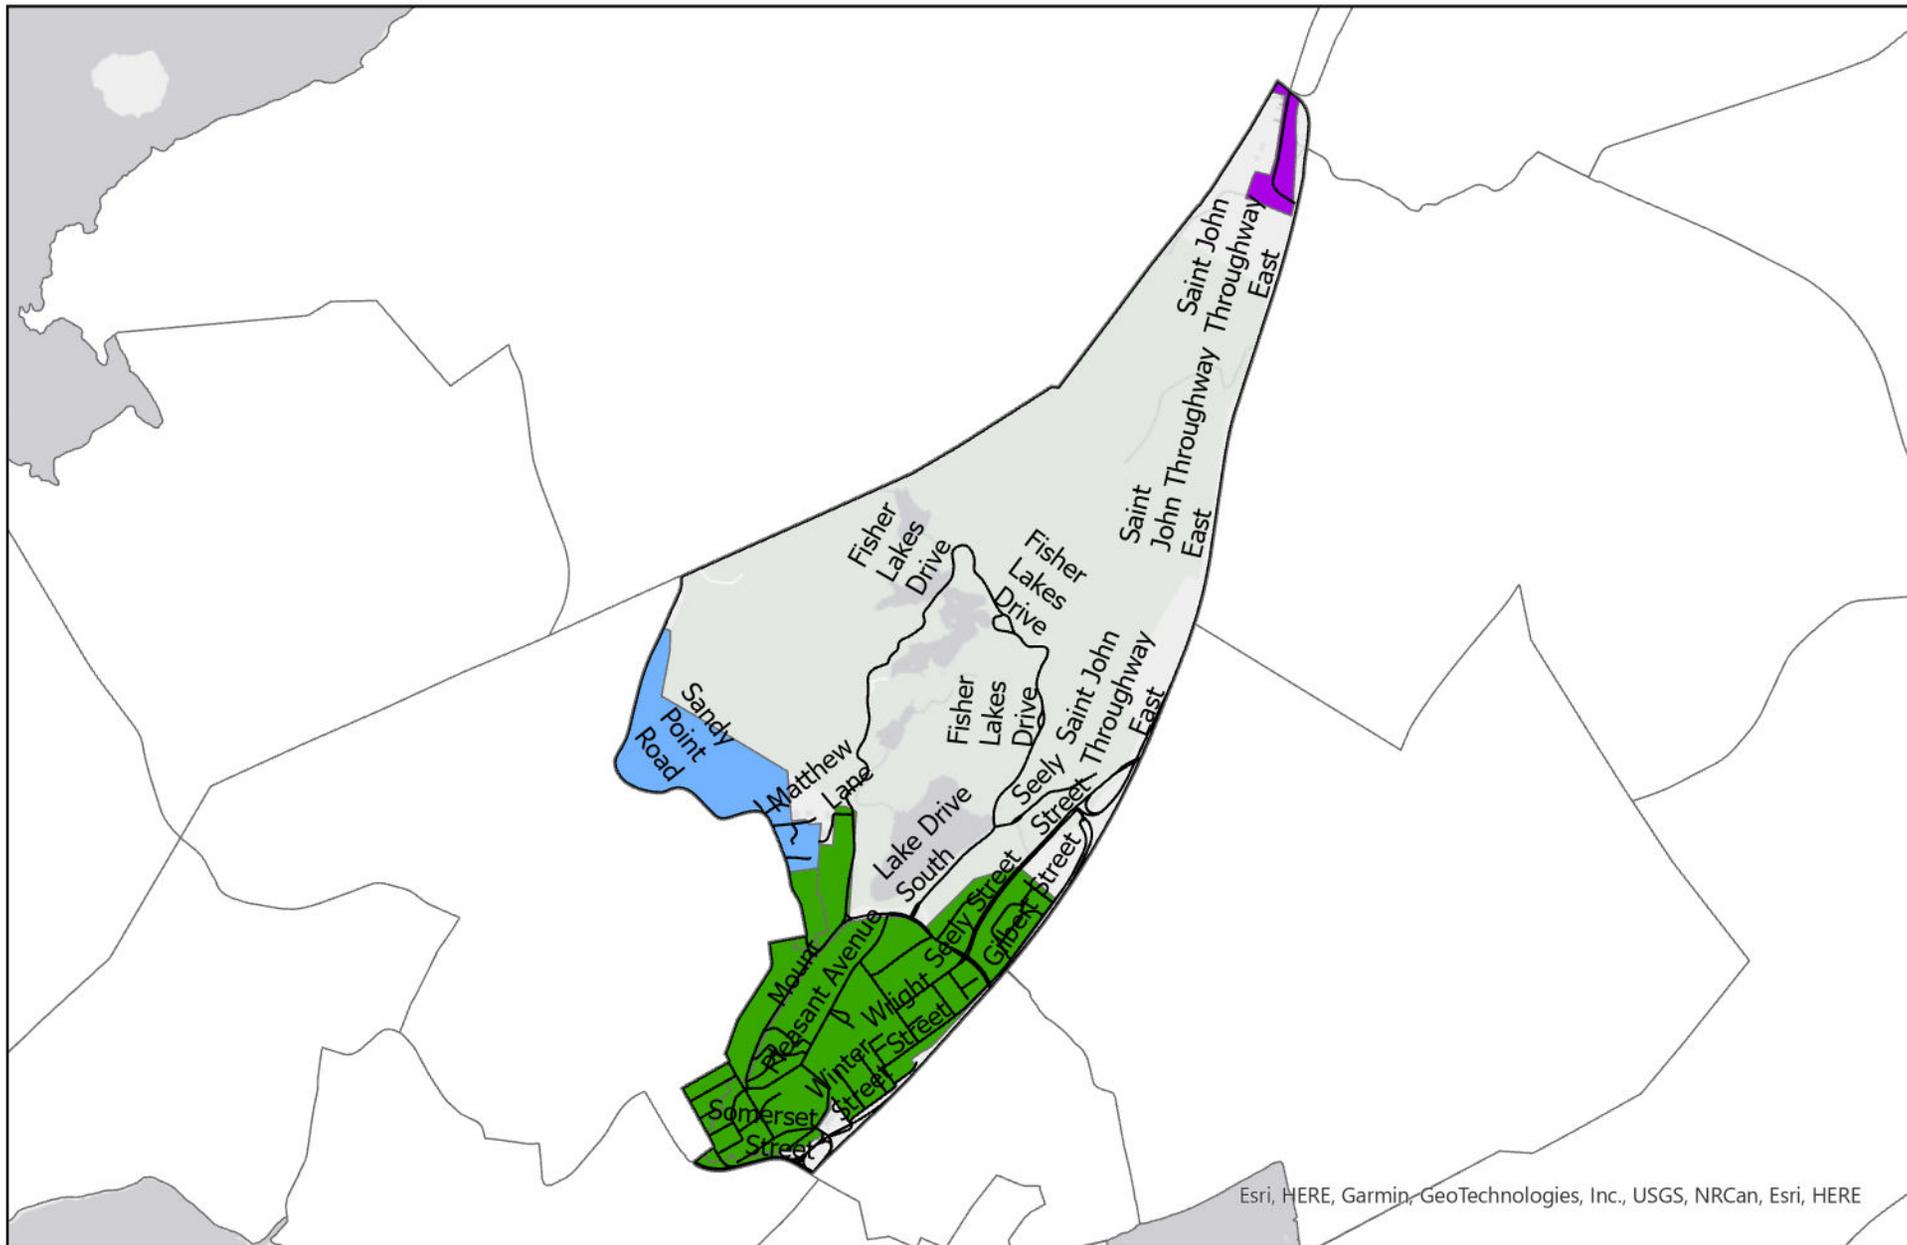 Saint John
Throughway
East
Saint
John Throughway
East
Fisher
Lakes
Drive
Fisher
Lakes
Drive
Fisher
Lakes
Drive
Saint John
Throughway
East
Sandy
Point
Road
Matthew
Lane
Seely
Street
Lake Drive
South
Seely Street
Gilbert Street
Mount
Pleasant Avenue
Wright
Street
Winter
Street
Somerset
Street
Esri, HERE, Garmin, GeoTechnologies, Inc., USGS, NRCan, Esri, HERE